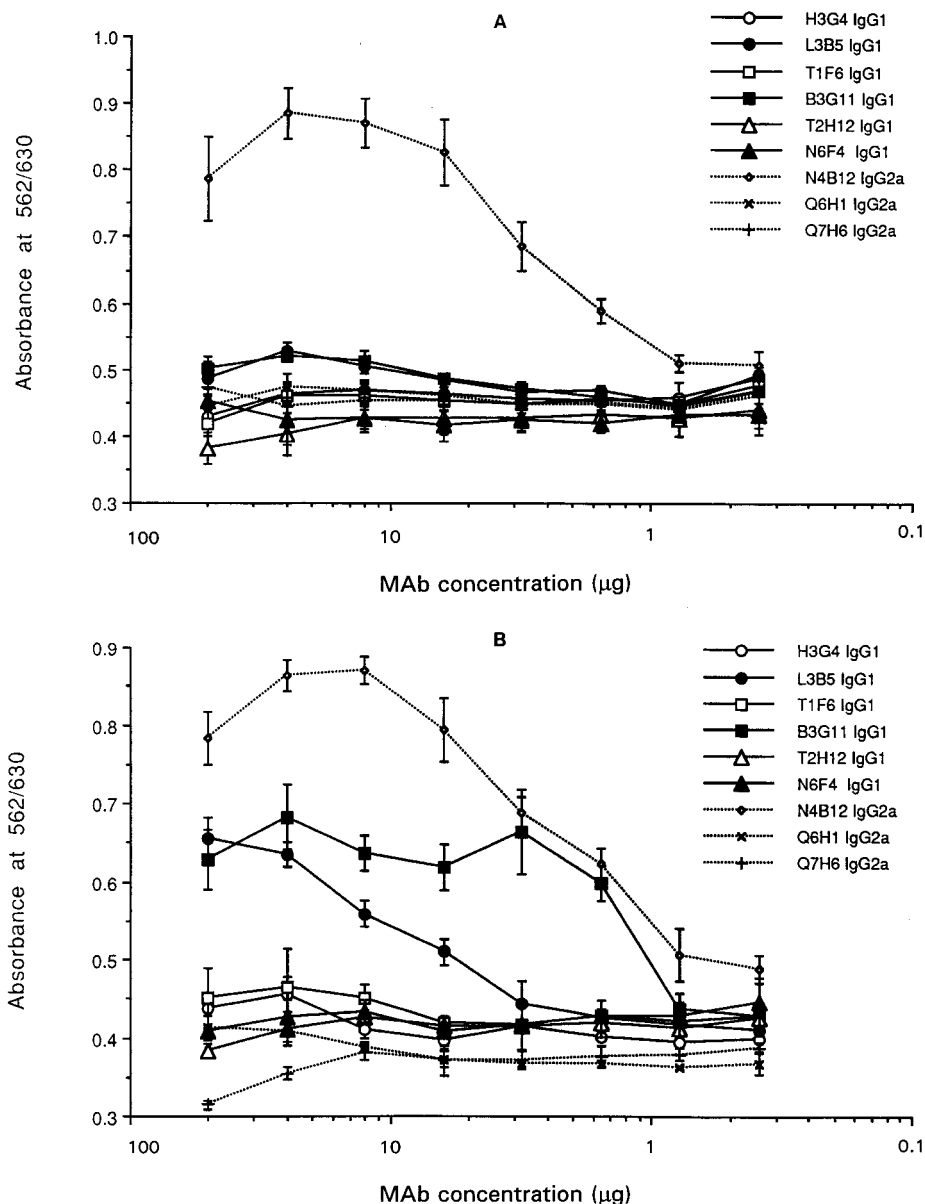 A
H3G4 IgG1
L3B5 IgG1
T1F6 IgG1
B3G11 IgG1
T2H12 IgG1
N6F4 IgG1
N4B12 IgG2a
Q6H1 IgG2a
Q7H6 IgG2a
1.0
0.9
0.8
0.7
0.6
0.5
0.4
0.3
Absorbance at 562/630
100
10
1
0.1
MAb concentration (µg)
B
H3G4 IgG1
L3B5 IgG1
T1F6 IgG1
B3G11 IgG1
T2H12 IgG1
N6F4 IgG1
N4B12 IgG2a
Q6H1 IgG2a
Q7H6 IgG2a
0.9
0.8
0.7
0.6
0.5
0.4
0.3
Absorbance at 562/630
100
10
1
0.1
MAb concentration (µg)